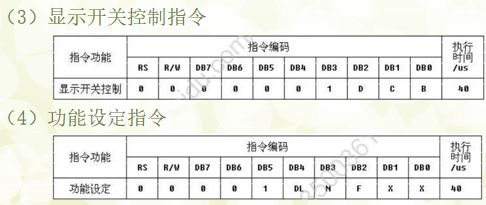 （3）显示开关控制指令
指令功能 指令编码 执行时间/us
RS R/W DB7 DB6 DB5 DB4 DB3 DB2 DB1 DB0
显示开关控制 0 0 0 0 0 0 1 D C B 40
（4）功能设定指令
指令功能 指令编码 执行时间/us
RS R/W DB7 DB6 DB5 DB4 DB3 DB2 DB1 DB0
功能设定 0 0 0 0 1 DL N F X X 40